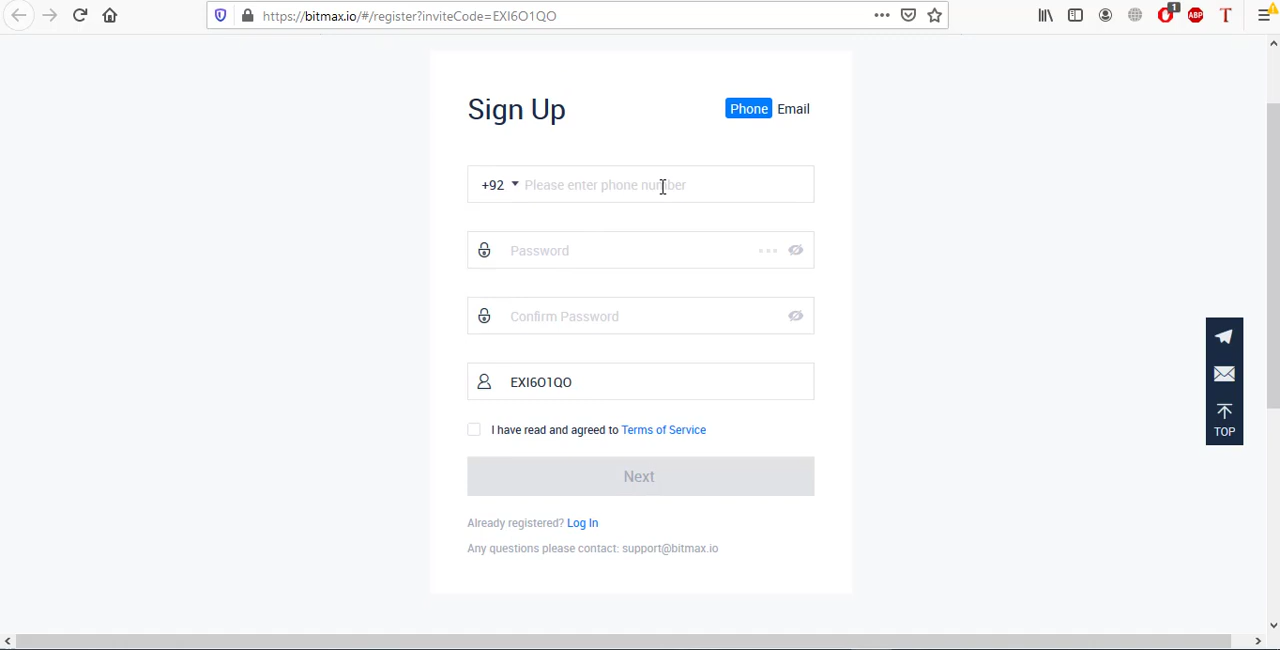 https://bitmax.io/#/register?inviteCode=EXI6O1QO
1
ABP
T
Sign Up
Phone Email
+92 Please enter phone number
Password
Confirm Password
EXI6O1QO
I have read and agreed to Terms of Service
Next
Already registered? Log In
Any questions please contact: support@bitmax.io
TOP